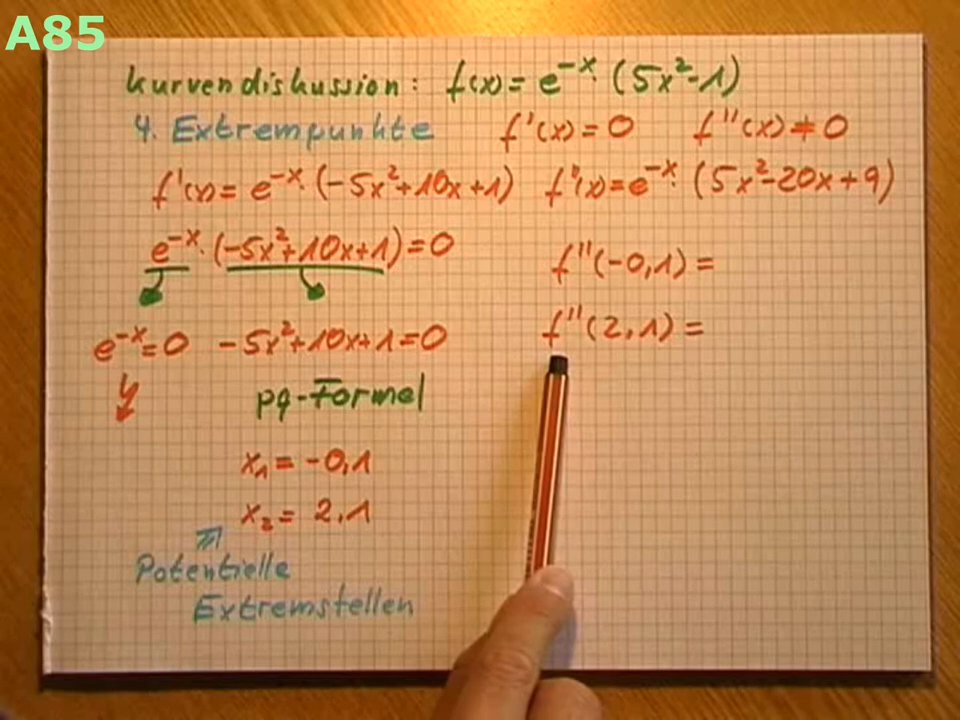 A85
Kurvendiskussion: f(x) = e^-x · (5x²-1)
4. Extrempunkte f'(x) = 0 f''(x) ≠ 0
f'(x) = e^-x · (-5x²+10x+1) f''(x) = e^-x · (5x²-20x+9)
e^-x · (-5x²+10x+1) = 0
f''(-0,1) =
f''(2,1) =
e^-x = 0 -5x²+10x+1 = 0
pq-Formel
x₁ = -0,1
x₂ = 2,1
Potentielle
Extremstellen